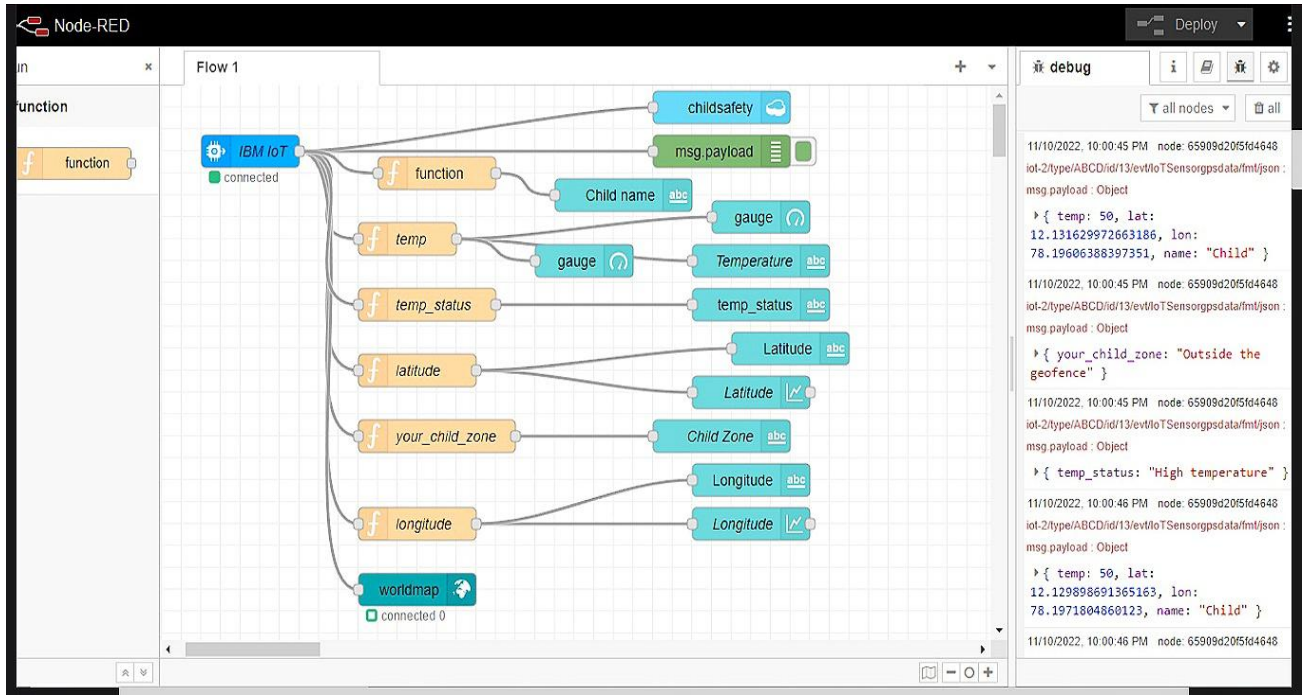 Node-RED
Deploy
un
Flow 1
debug
function
all nodes
all
function
IBM IoT
connected
childsafety
msg.payload
function
Child name
abc
temp
gauge
gauge
Temperature
abc
temp_status
temp_status
abc
latitude
Latitude
abc
Latitude
your_child_zone
Child Zone
abc
longitude
Longitude
abc
Longitude
worldmap
connected 0
11/10/2022, 10:00:45 PM node: 65909d20f5fd4648
iot-2/type/ABCD/id/13/evt/IoTSensorgpsdata/fmt/json :
msg.payload : Object
{ temp: 50, lat:
12.131629972663186, lon:
78.19606388397351, name: "Child" }
11/10/2022, 10:00:45 PM node: 65909d20f5fd4648
iot-2/type/ABCD/id/13/evt/IoTSensorgpsdata/fmt/json :
msg.payload : Object
{ your_child_zone: "Outside the
geofence" }
11/10/2022, 10:00:45 PM node: 65909d20f5fd4648
iot-2/type/ABCD/id/13/evt/IoTSensorgpsdata/fmt/json :
msg.payload : Object
{ temp_status: "High temperature" }
11/10/2022, 10:00:46 PM node: 65909d20f5fd4648
iot-2/type/ABCD/id/13/evt/IoTSensorgpsdata/fmt/json :
msg.payload : Object
{ temp: 50, lat:
12.129898691365163, lon:
78.1971804860123, name: "Child" }
11/10/2022, 10:00:46 PM node: 65909d20f5fd4648